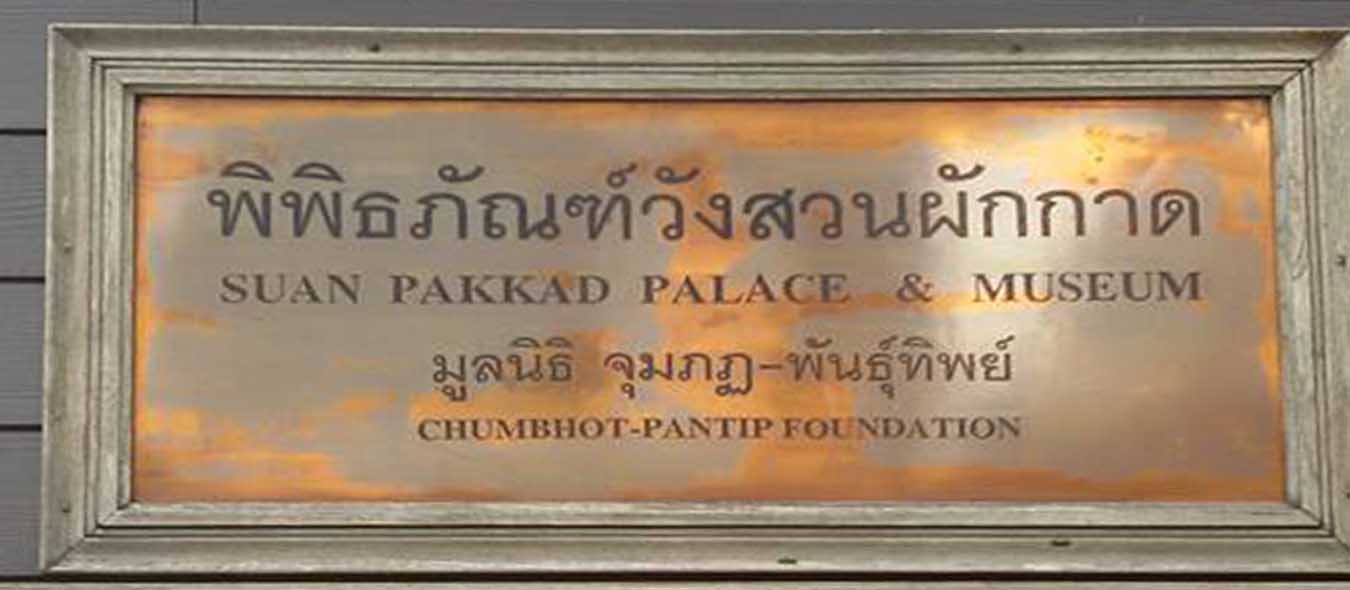 พิพิธภัณฑ์วังสวนผักกาด
SUAN PAKKAD PALACE & MUSEUM
มูลนิธิ จุมภฏ-พันธุ์ทิพย์
CHUMBHOT-PANTIP FOUNDATION